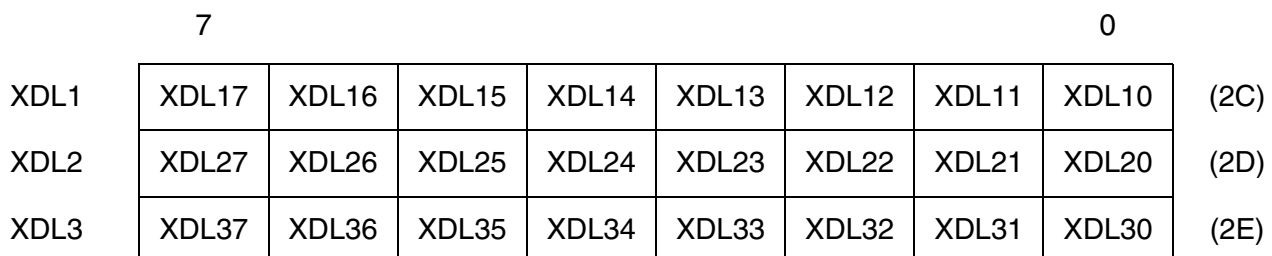 7 0
XDL1 XDL17 XDL16 XDL15 XDL14 XDL13 XDL12 XDL11 XDL10 (2C)
XDL2 XDL27 XDL26 XDL25 XDL24 XDL23 XDL22 XDL21 XDL20 (2D)
XDL3 XDL37 XDL36 XDL35 XDL34 XDL33 XDL32 XDL31 XDL30 (2E)